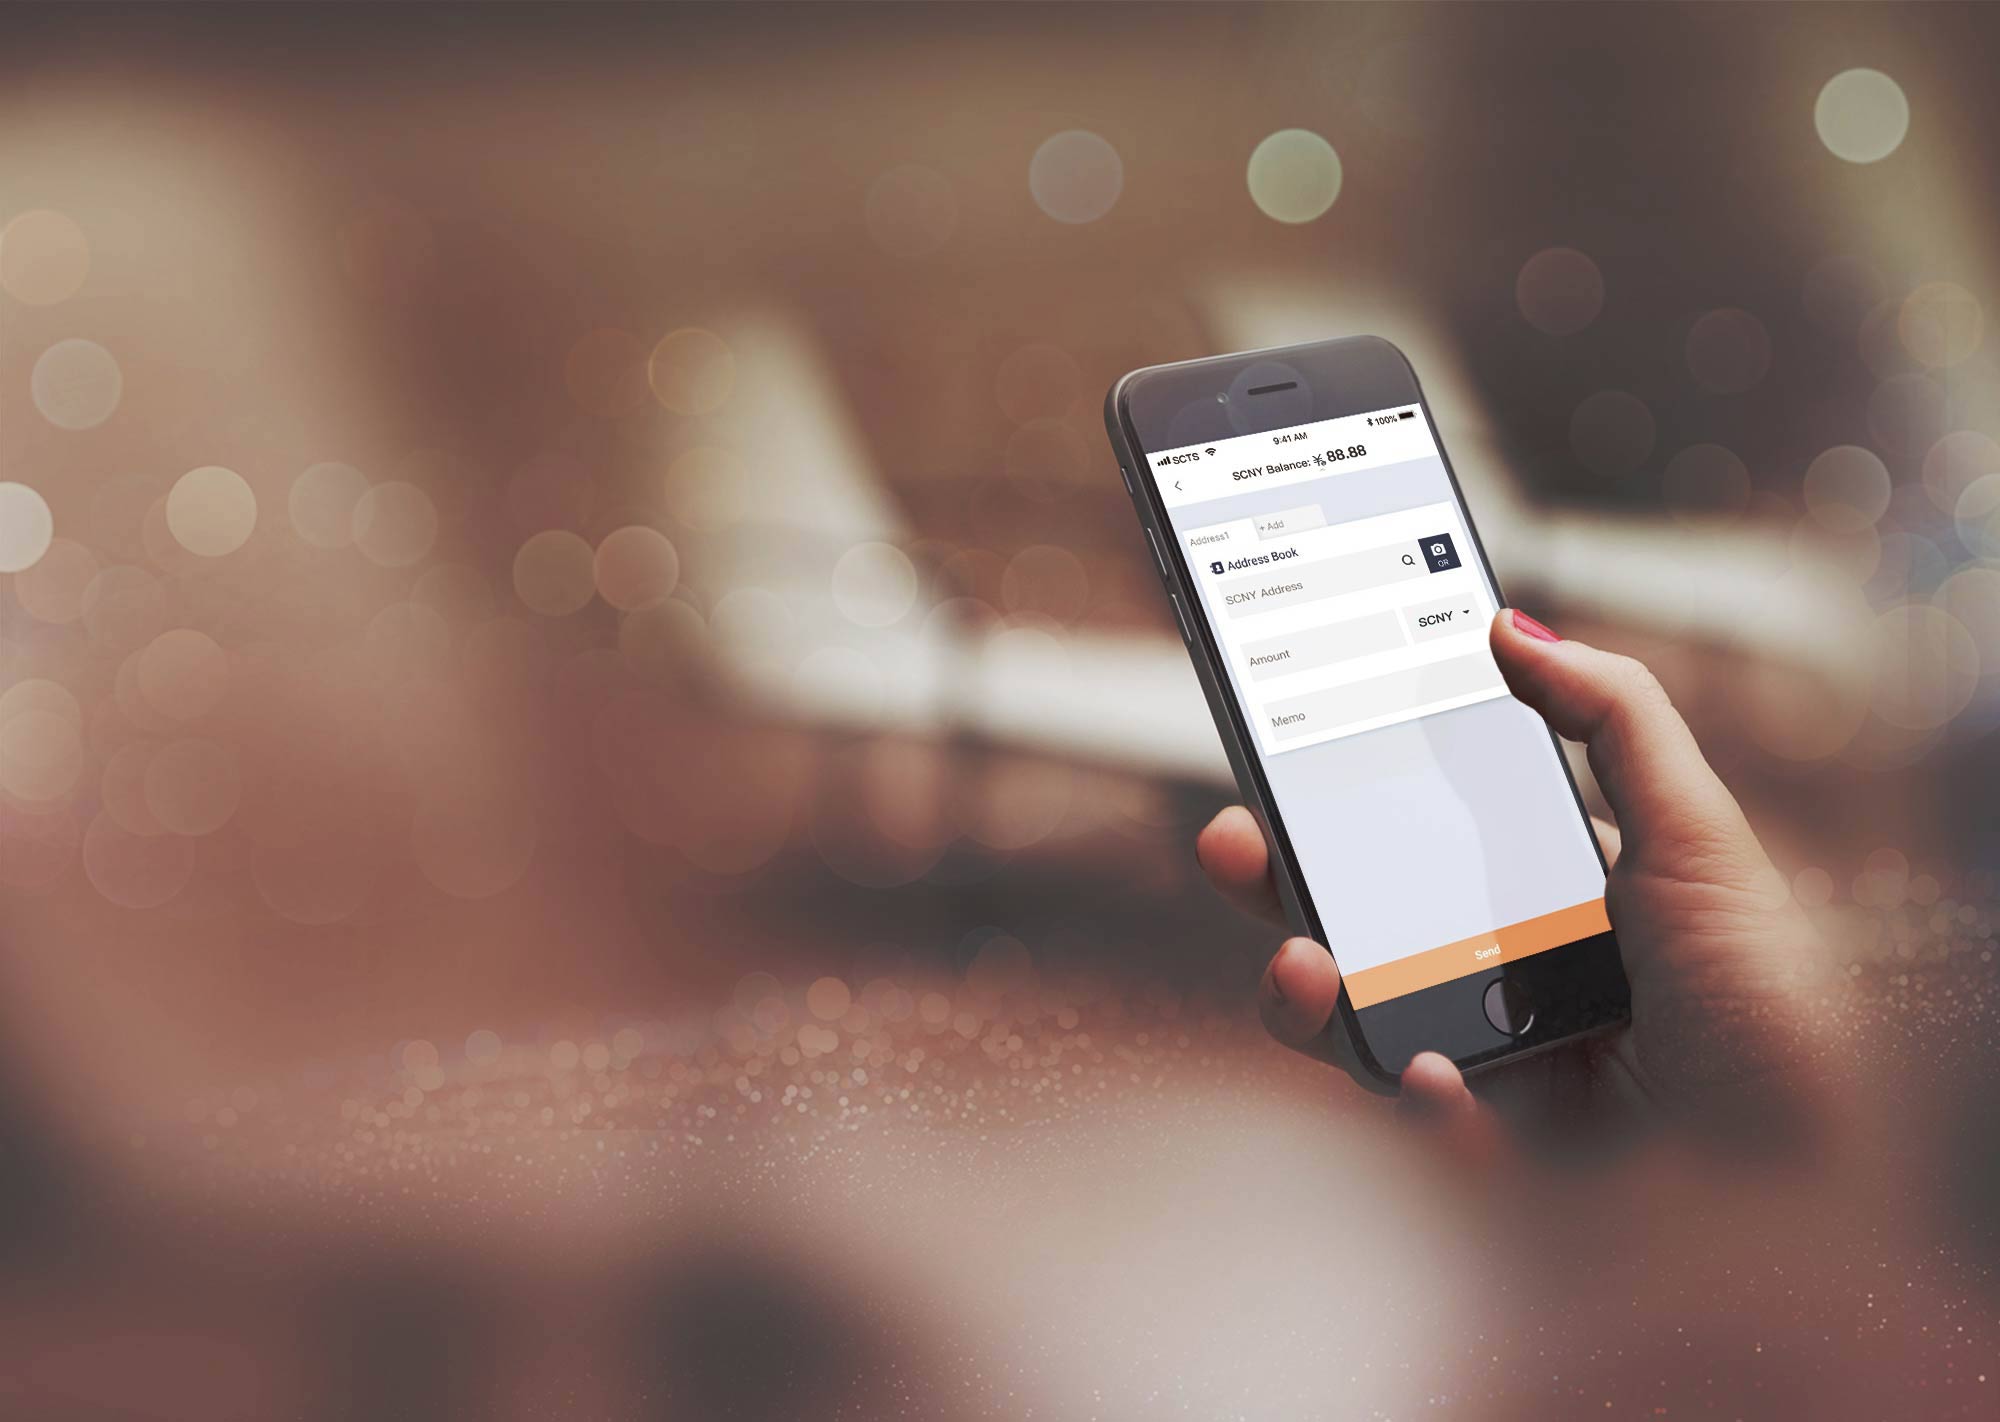 SCTS 9:41 AM 100%
SCNY Balance: ¥ 88.88
Address1 + Add
Address Book
SCNY Address
QR
Amount SCNY
Memo
Send